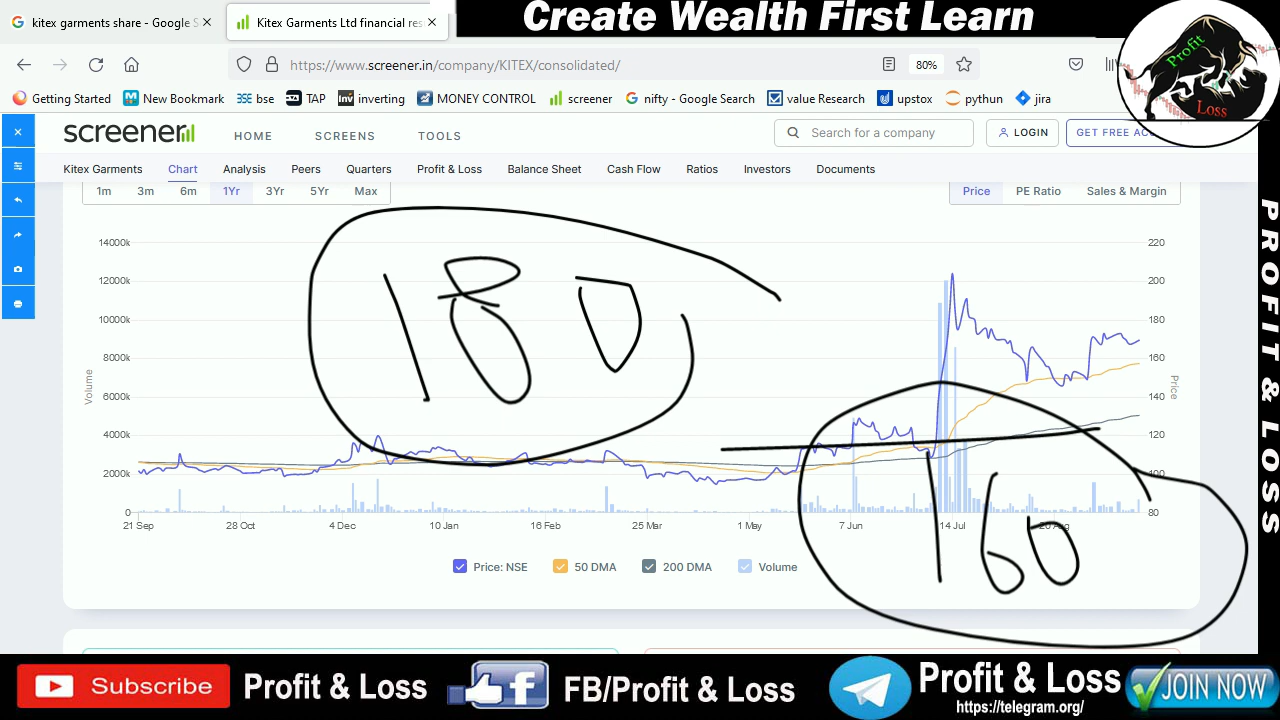 kitex garments share - Google S
Kitex Garments Ltd financial res
Create Wealth First Learn
https://www.screener.in/company/KITEX/consolidated/
80%
Profit
Loss
Getting Started
New Bookmark
bse
TAP
inverting
MONEY CONTROL
screener
nifty - Google Search
value Research
upstox
pythun
jira
screener
HOME
SCREENS
TOOLS
Search for a company
LOGIN
GET FREE ACC
Kitex Garments
Chart
Analysis
Peers
Quarters
Profit & Loss
Balance Sheet
Cash Flow
Ratios
Investors
Documents
1m
3m
6m
1Yr
3Yr
5Yr
Max
Price
PE Ratio
Sales & Margin
14000k
12000k
10000k
8000k
6000k
4000k
2000k
0
Volume
220
200
180
160
140
120
100
80
Price
180
160
21 Sep
28 Oct
4 Dec
10 Jan
16 Feb
25 Mar
1 May
7 Jun
14 Jul
20 Aug
Price: NSE
50 DMA
200 DMA
Volume
PROFIT & LOSS
Subscribe
Profit & Loss
f
FB/Profit & Loss
Profit & Loss
https://telegram.org/
JOIN NOW